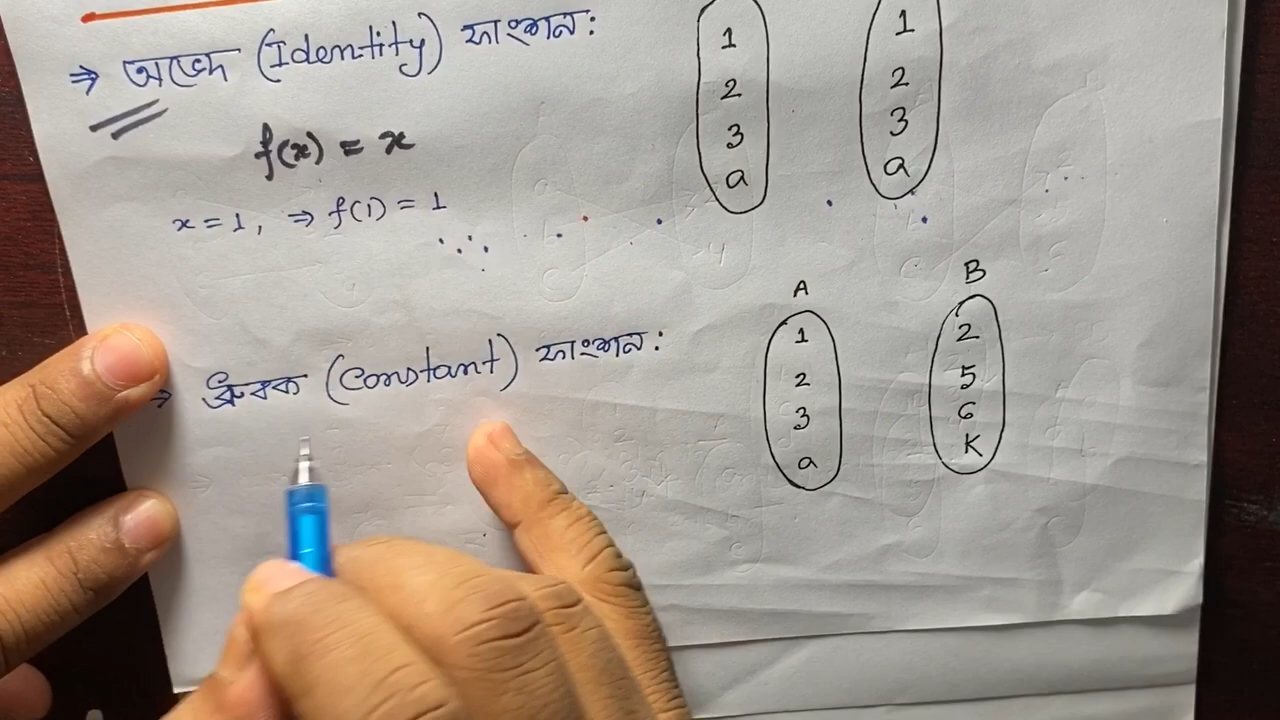 ⇒ অভেদ (Identity) ফাংশন:
f(x) = x
x = 1, ⇒ f(1) = 1
1
2
3
a
1
2
3
a
⇒ ধ্রুবক (Constant) ফাংশন:
A
1
2
3
a
B
2
5
6
K